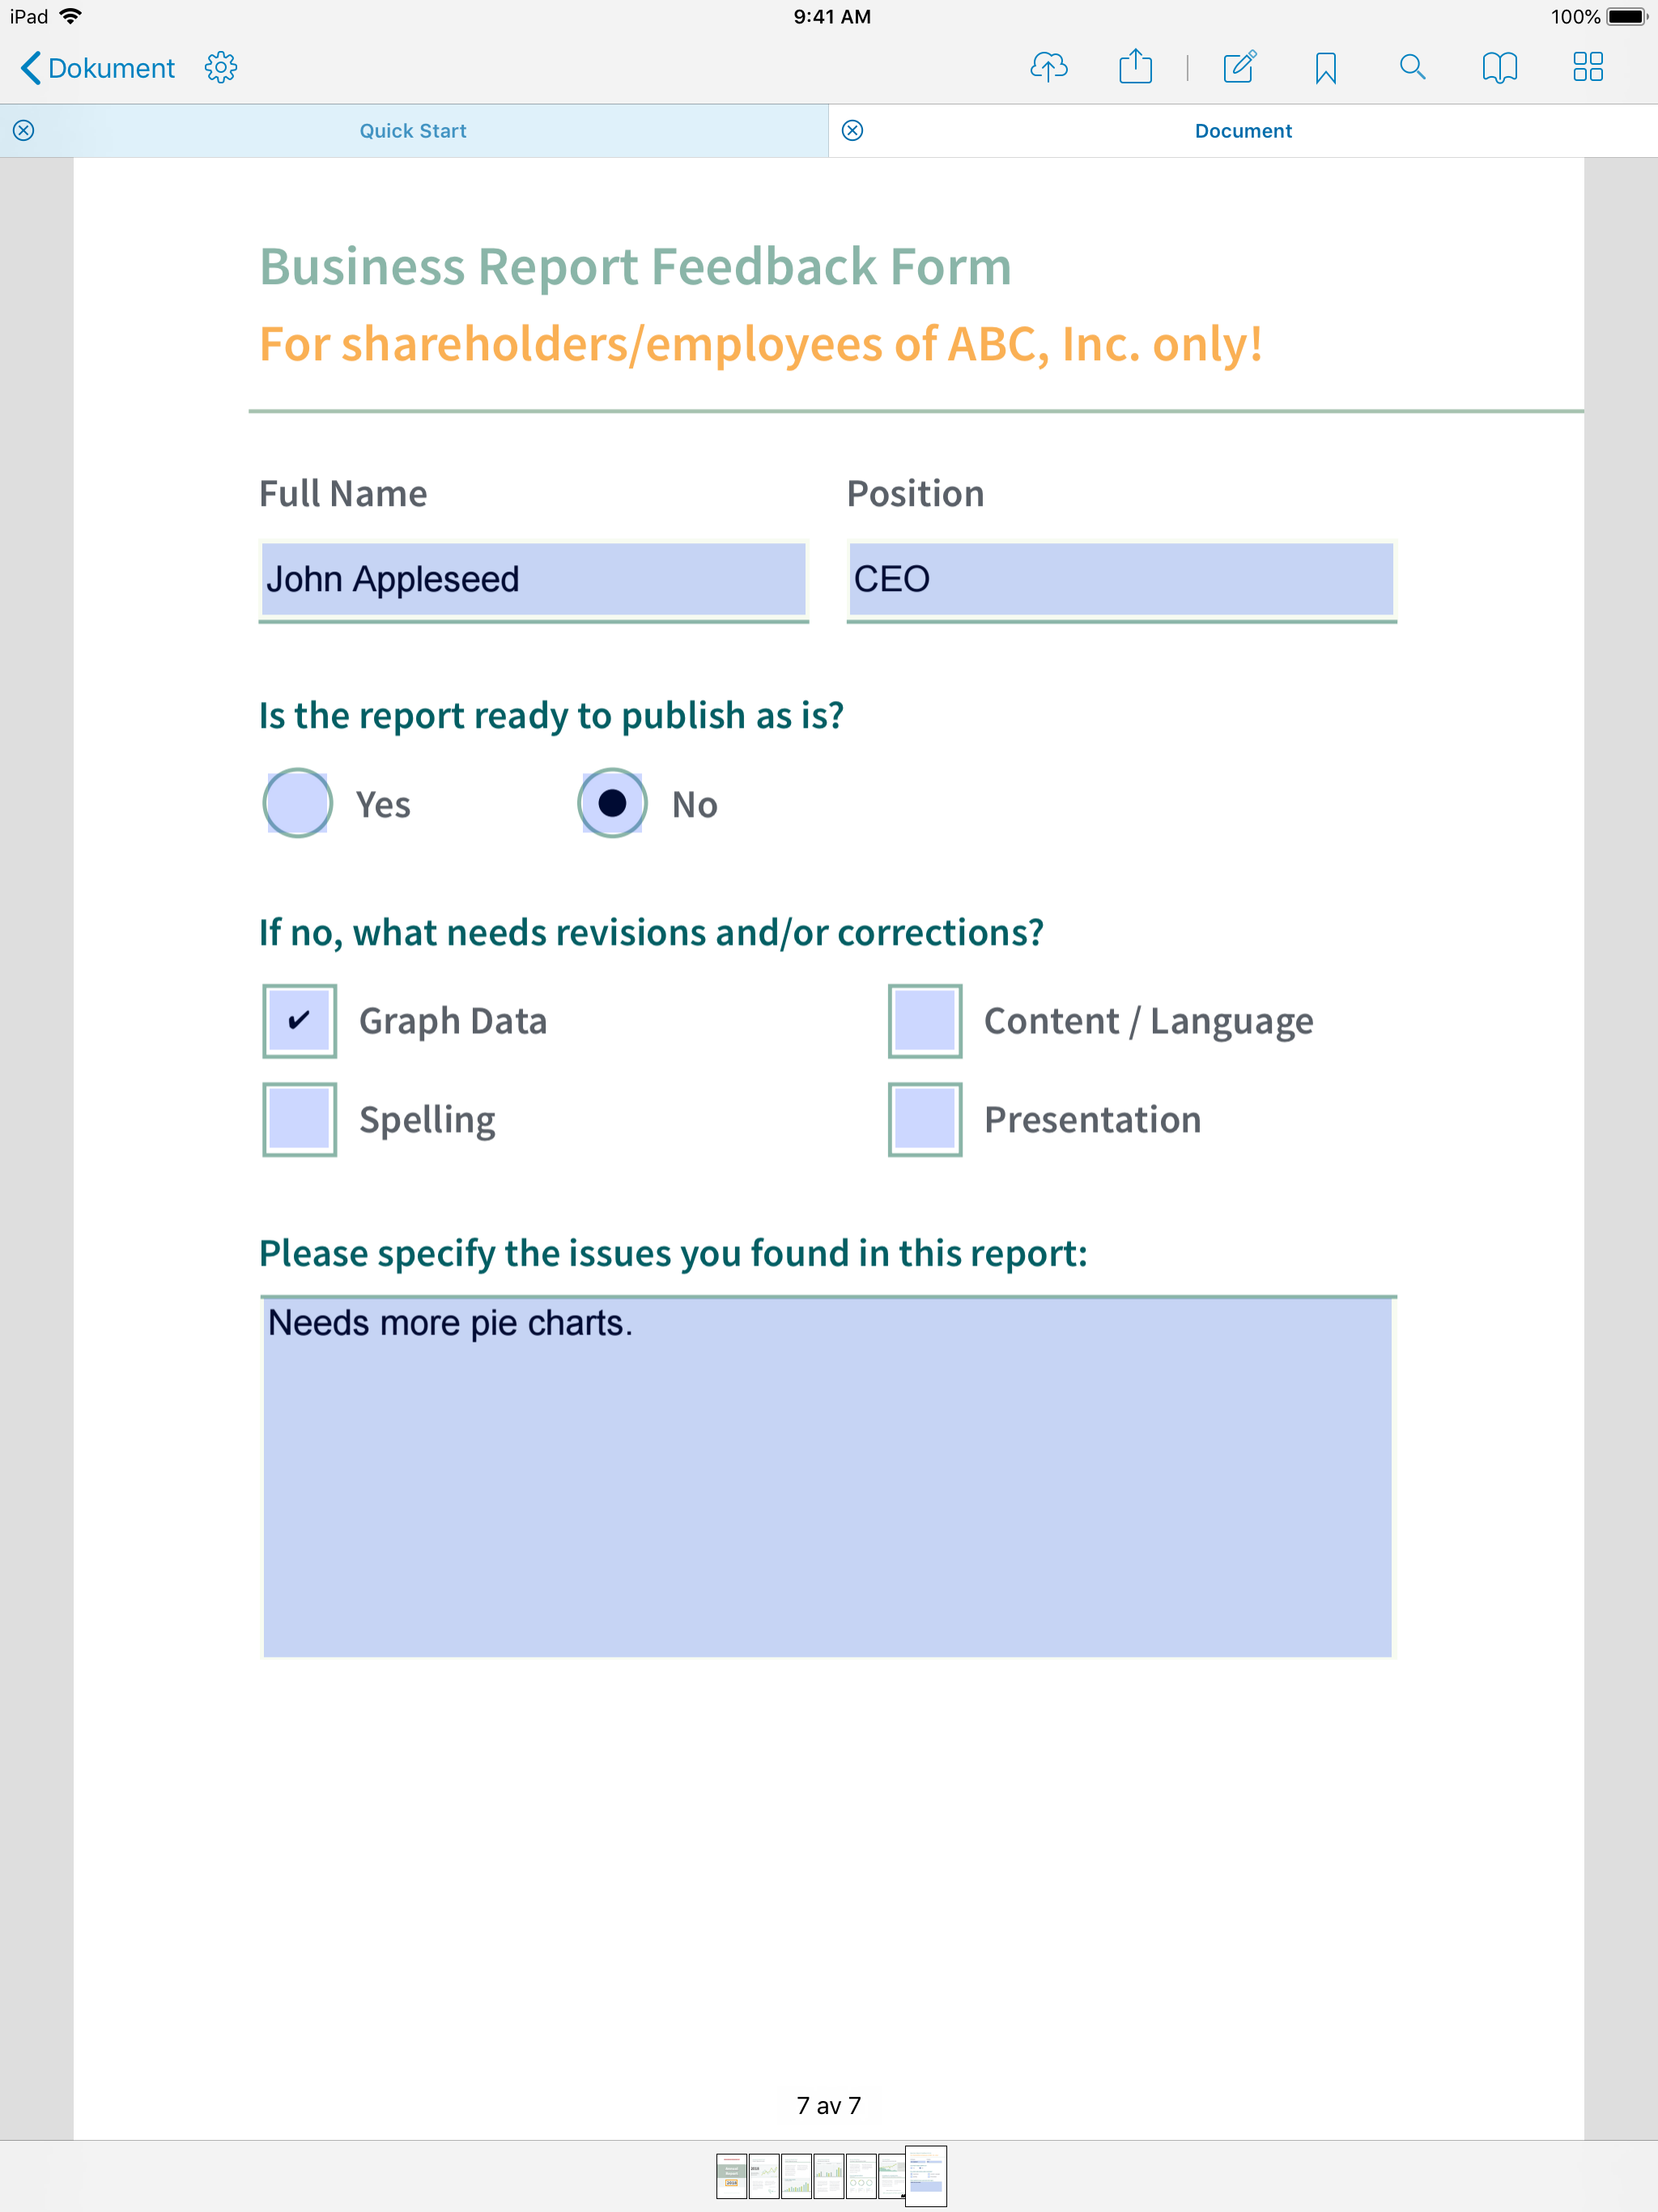 iPad 9:41 AM 100%
Dokument
Quick Start Document
Business Report Feedback Form
For shareholders/employees of ABC, Inc. only!
Full Name Position
John Appleseed CEO
Is the report ready to publish as is?
Yes No
If no, what needs revisions and/or corrections?
Graph Data Content / Language
Spelling Presentation
Please specify the issues you found in this report:
Needs more pie charts.
7 av 7